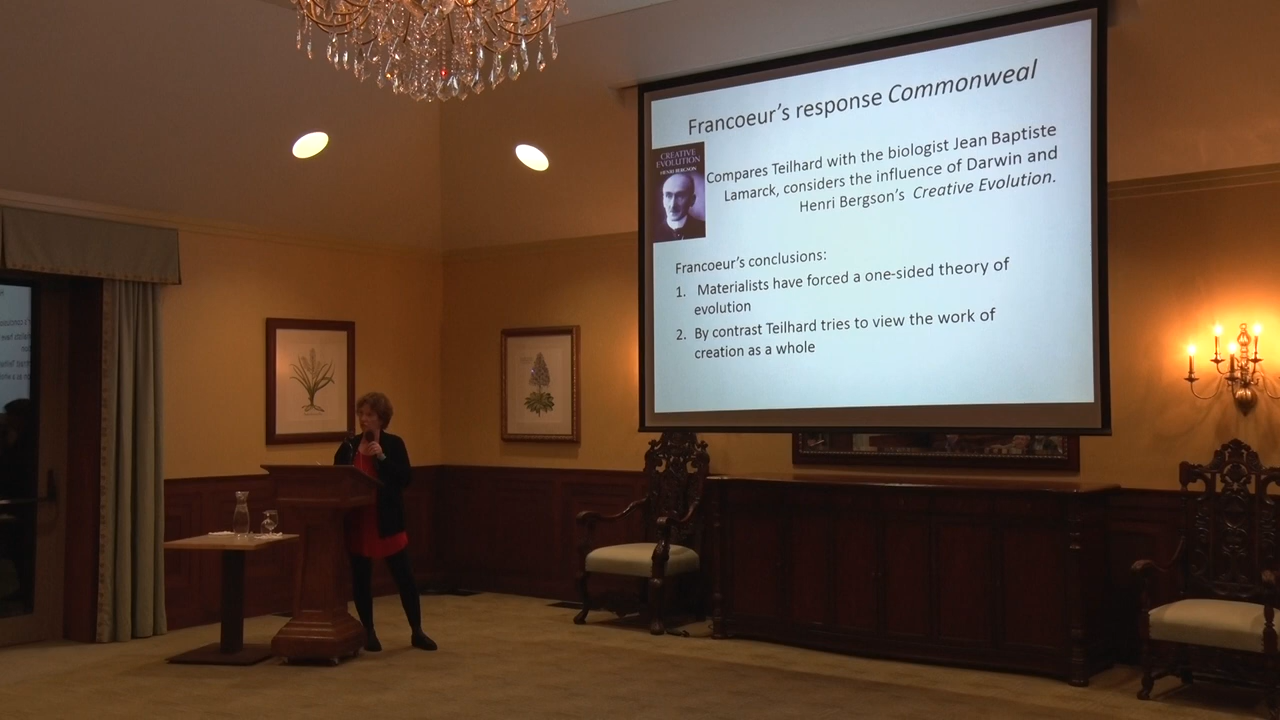 Francoeur's response Commonweal
CREATIVE
EVOLUTION
HENRI BERGSON
Compares Teilhard with the biologist Jean Baptiste
Lamarck, considers the influence of Darwin and
Henri Bergson's Creative Evolution.
Francoeur's conclusions:
1. Materialists have forced a one-sided theory of
evolution
2. By contrast Teilhard tries to view the work of
creation as a whole